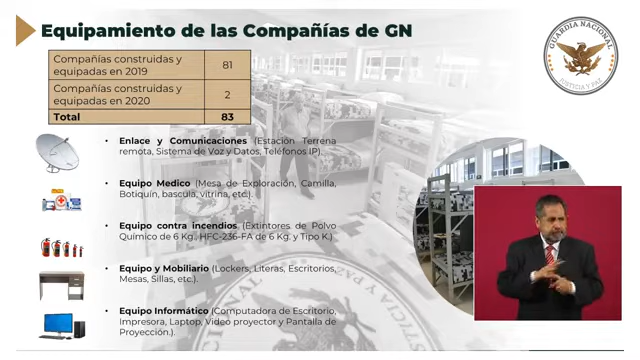 Equipamiento de las Compañías de GN
GUARDIA NACIONAL
JUSTICIA Y PAZ
Compañías construidas y
equipadas en 2019
81
Compañías construidas y
equipadas en 2020
2
Total
83
• Enlace y Comunicaciones (Estación Terrena
remota, Sistema de Voz y Datos, Teléfonos IP).
• Equipo Medico (Mesa de Exploración, Camilla,
Botiquín, bascula, vitrina, etc.).
• Equipo contra incendios (Extintores de Polvo
Químico de 6 Kg., HFC-236-FA de 6 Kg. y Tipo K.)
• Equipo y Mobiliario (Lockers, Literas, Escritorios,
Mesas, Sillas, etc.).
• Equipo Informático (Computadora de Escritorio,
Impresora, Laptop, Video proyector y Pantalla de
Proyección.).